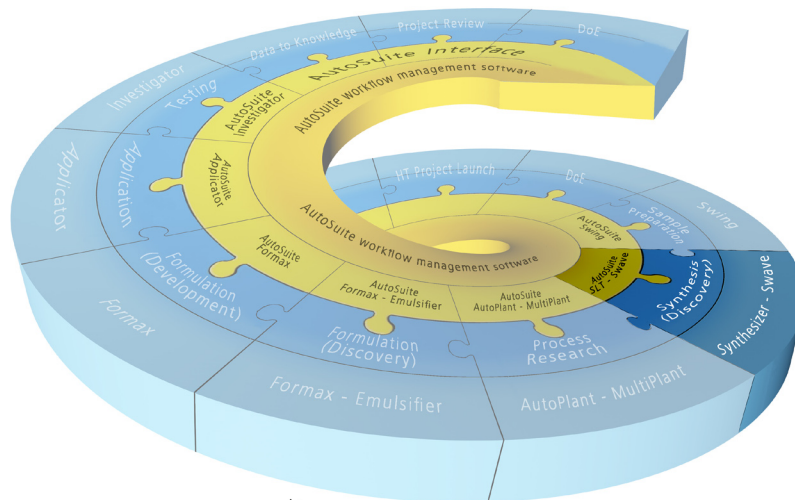 Project Review
DoE
Data to Knowledge
AutoSuite Interface
Investigator
Testing
AutoSuite
Investigator
AutoSuite workflow management software
Applicator
Application
AutoSuite
Applicator
HT Project Launch
DoE
Sample
Preparation
Swing
AutoSuite
Swing
AutoSuite workflow management software
AutoSuite
SLT - Swave
Synthesis
(Discovery)
Synthesizer - Swave
AutoSuite
Formax
Formulation
(Development)
Formax
AutoSuite
Formax - Emulsifier
Formulation
(Discovery)
Formax - Emulsifier
AutoSuite
AutoPlant - MultiPlant
Process
Research
AutoPlant - MultiPlant